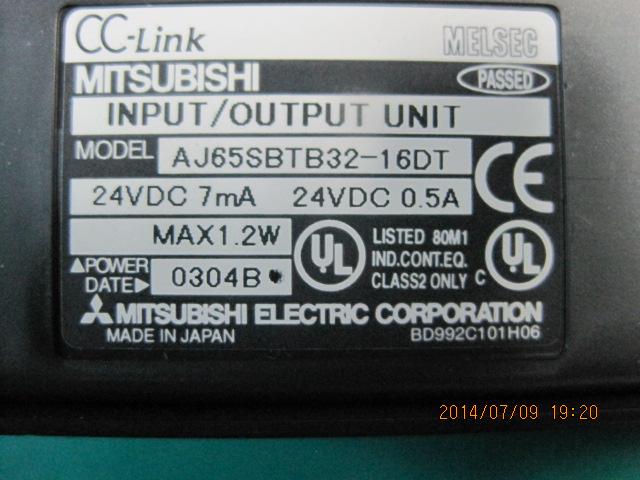 CC-Link MELSEC
MITSUBISHI PASSED
INPUT/OUTPUT UNIT
MODEL AJ65SBTB32-16DT
24VDC 7mA 24VDC 0.5A CE
MAX1.2W
▲POWER
DATE▶ 0304B
UL LISTED 80M1
IND.CONT.EQ.
CLASS2 ONLY
C UL
MITSUBISHI ELECTRIC CORPORATION
MADE IN JAPAN BD992C101H06
2014/07/09 19:20